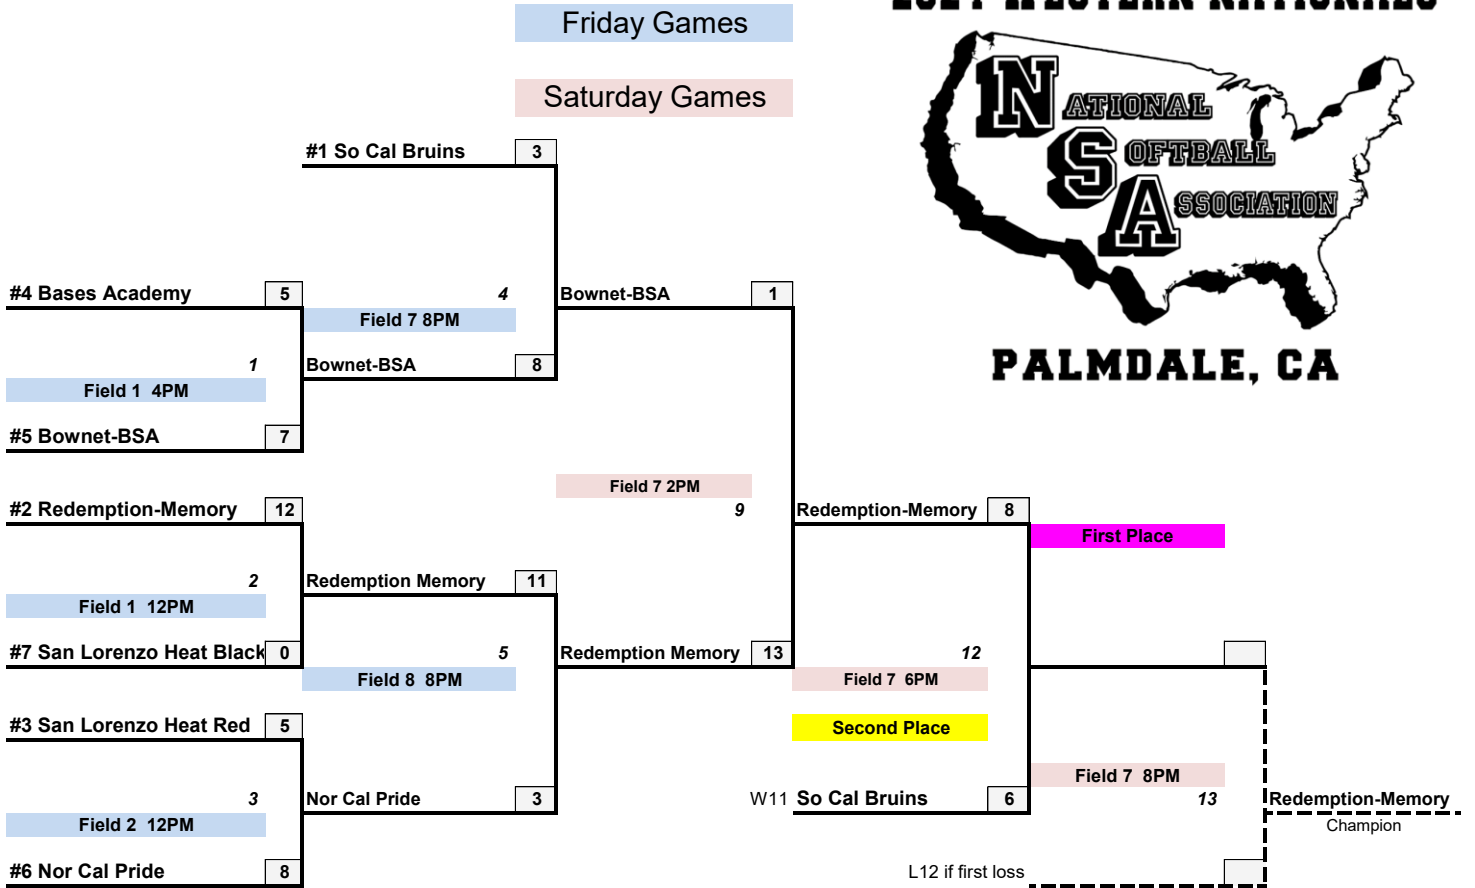 Friday Games
Saturday Games
NATIONAL
SOFTBALL
ASSOCIATION
PALMDALE, CA
#1 So Cal Bruins 3
#4 Bases Academy 5
4
Field 7 8PM
Bownet-BSA 1
1
Field 1 4PM
Bownet-BSA 8
#5 Bownet-BSA 7
Field 7 2PM
9
#2 Redemption-Memory 12
Redemption-Memory 8
First Place
2
Field 1 12PM
Redemption Memory 11
#7 San Lorenzo Heat Black 0
5
Field 8 8PM
Redemption Memory 13
12
Field 7 6PM
#3 San Lorenzo Heat Red 5
Second Place
Field 7 8PM
3
Field 2 12PM
Nor Cal Pride 3
W11 So Cal Bruins 6
13
Redemption-Memory
Champion
#6 Nor Cal Pride 8
L12 if first loss